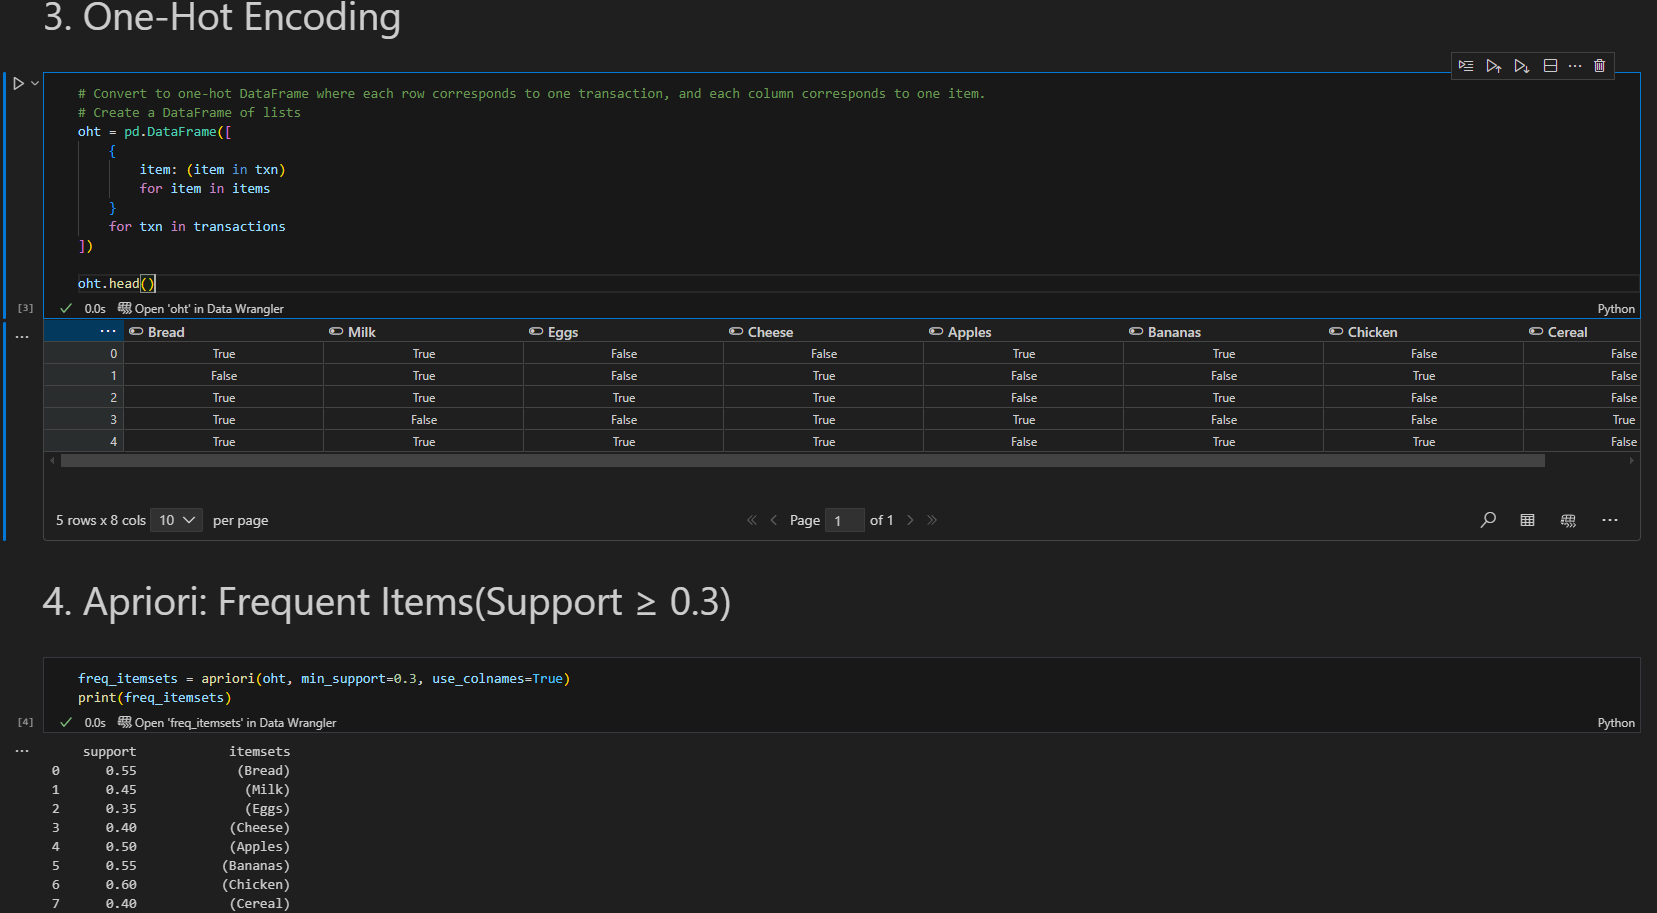 3. One-Hot Encoding
# Convert to one-hot DataFrame where each row corresponds to one transaction, and each column corresponds to one item.
# Create a DataFrame of lists
oht = pd.DataFrame([
{
item: (item in txn)
for item in items
}
for txn in transactions
])
oht.head()
[3] 0.0s Open 'oht' in Data Wrangler Python
... Bread Milk Eggs Cheese Apples Bananas Chicken Cereal
0 True True False False True True False False
1 False True False True False False True False
2 True True True True False True False False
3 True False False True True False False True
4 True True True True False True True False
5 rows x 8 cols 10 per page Page 1 of 1
4. Apriori: Frequent Items(Support ≥ 0.3)
freq_itemsets = apriori(oht, min_support=0.3, use_colnames=True)
print(freq_itemsets)
[4] 0.0s Open 'freq_itemsets' in Data Wrangler Python
support itemsets
0 0.55 (Bread)
1 0.45 (Milk)
2 0.35 (Eggs)
3 0.40 (Cheese)
4 0.50 (Apples)
5 0.55 (Bananas)
6 0.60 (Chicken)
7 0.40 (Cereal)